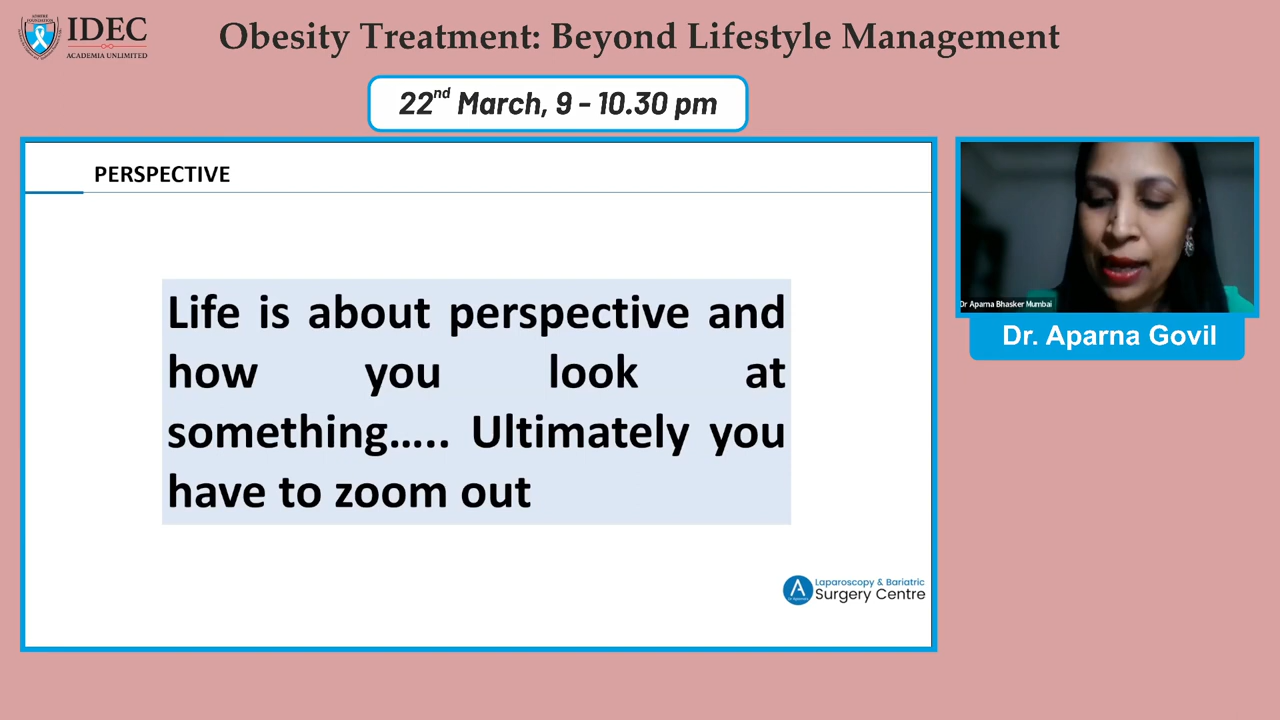 IDEC
ACADEMIA UNLIMITED
Obesity Treatment: Beyond Lifestyle Management
22nd March, 9 - 10.30 pm
PERSPECTIVE
Life is about perspective and
how you look at
something….. Ultimately you
have to zoom out
A
Laparoscopy & Bariatric
Surgery Centre
Dr Aparna Bhasker Mumbai
Dr. Aparna Govil